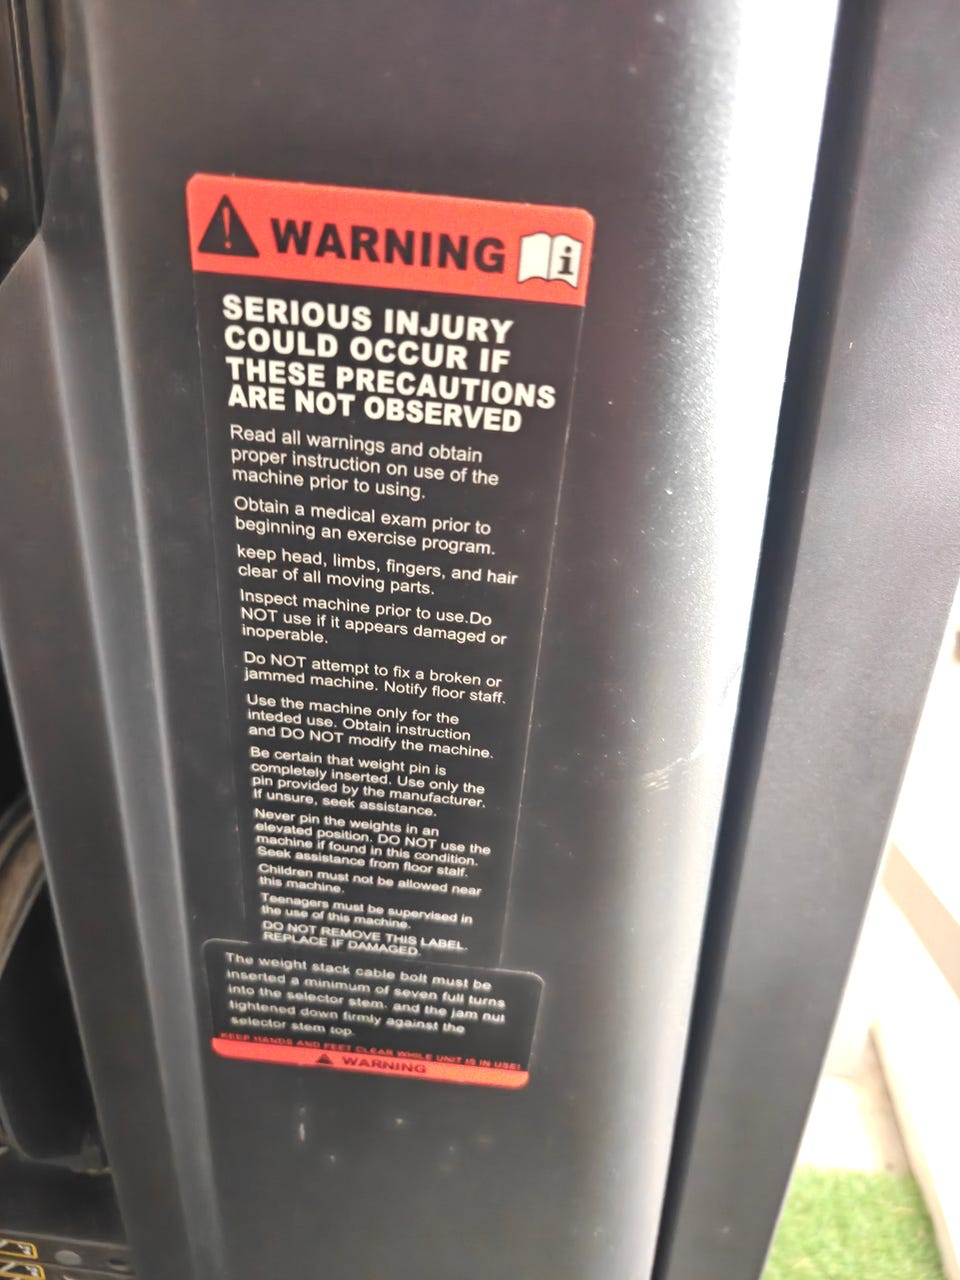 WARNING
SERIOUS INJURY
COULD OCCUR IF
THESE PRECAUTIONS
ARE NOT OBSERVED
Read all warnings and obtain
proper instruction on use of the
machine prior to using.
Obtain a medical exam prior to
beginning an exercise program.
keep head, limbs, fingers, and hair
clear of all moving parts.
Inspect machine prior to use.Do
NOT use if it appears damaged or
inoperable.
Do NOT attempt to fix a broken or
jammed machine. Notify floor staff.
Use the machine only for the
inteded use. Obtain instruction
and DO NOT modify the machine.
Be certain that weight pin is
completely inserted. Use only the
pin provided by the manufacturer.
If unsure, seek assistance.
Never pin the weights in an
elevated position. DO NOT use the
machine if found in this condition.
Seek assistance from floor stalf.
Children must not be allowed near
this machine.
Teenagers must be supervised in
the use of this machine.
DO NOT REMOVE THIS LABEL.
REPLACE IF DAMAGED.
The weight stack cable bolt must be
inserted a minimum of seven full turns
into the selector stem. and the jam nut
tightened down firmly against the
selector stem top.
KEEP HANDS AND FEET CLEAR WHILE UNIT IS IN USE!
WARNING